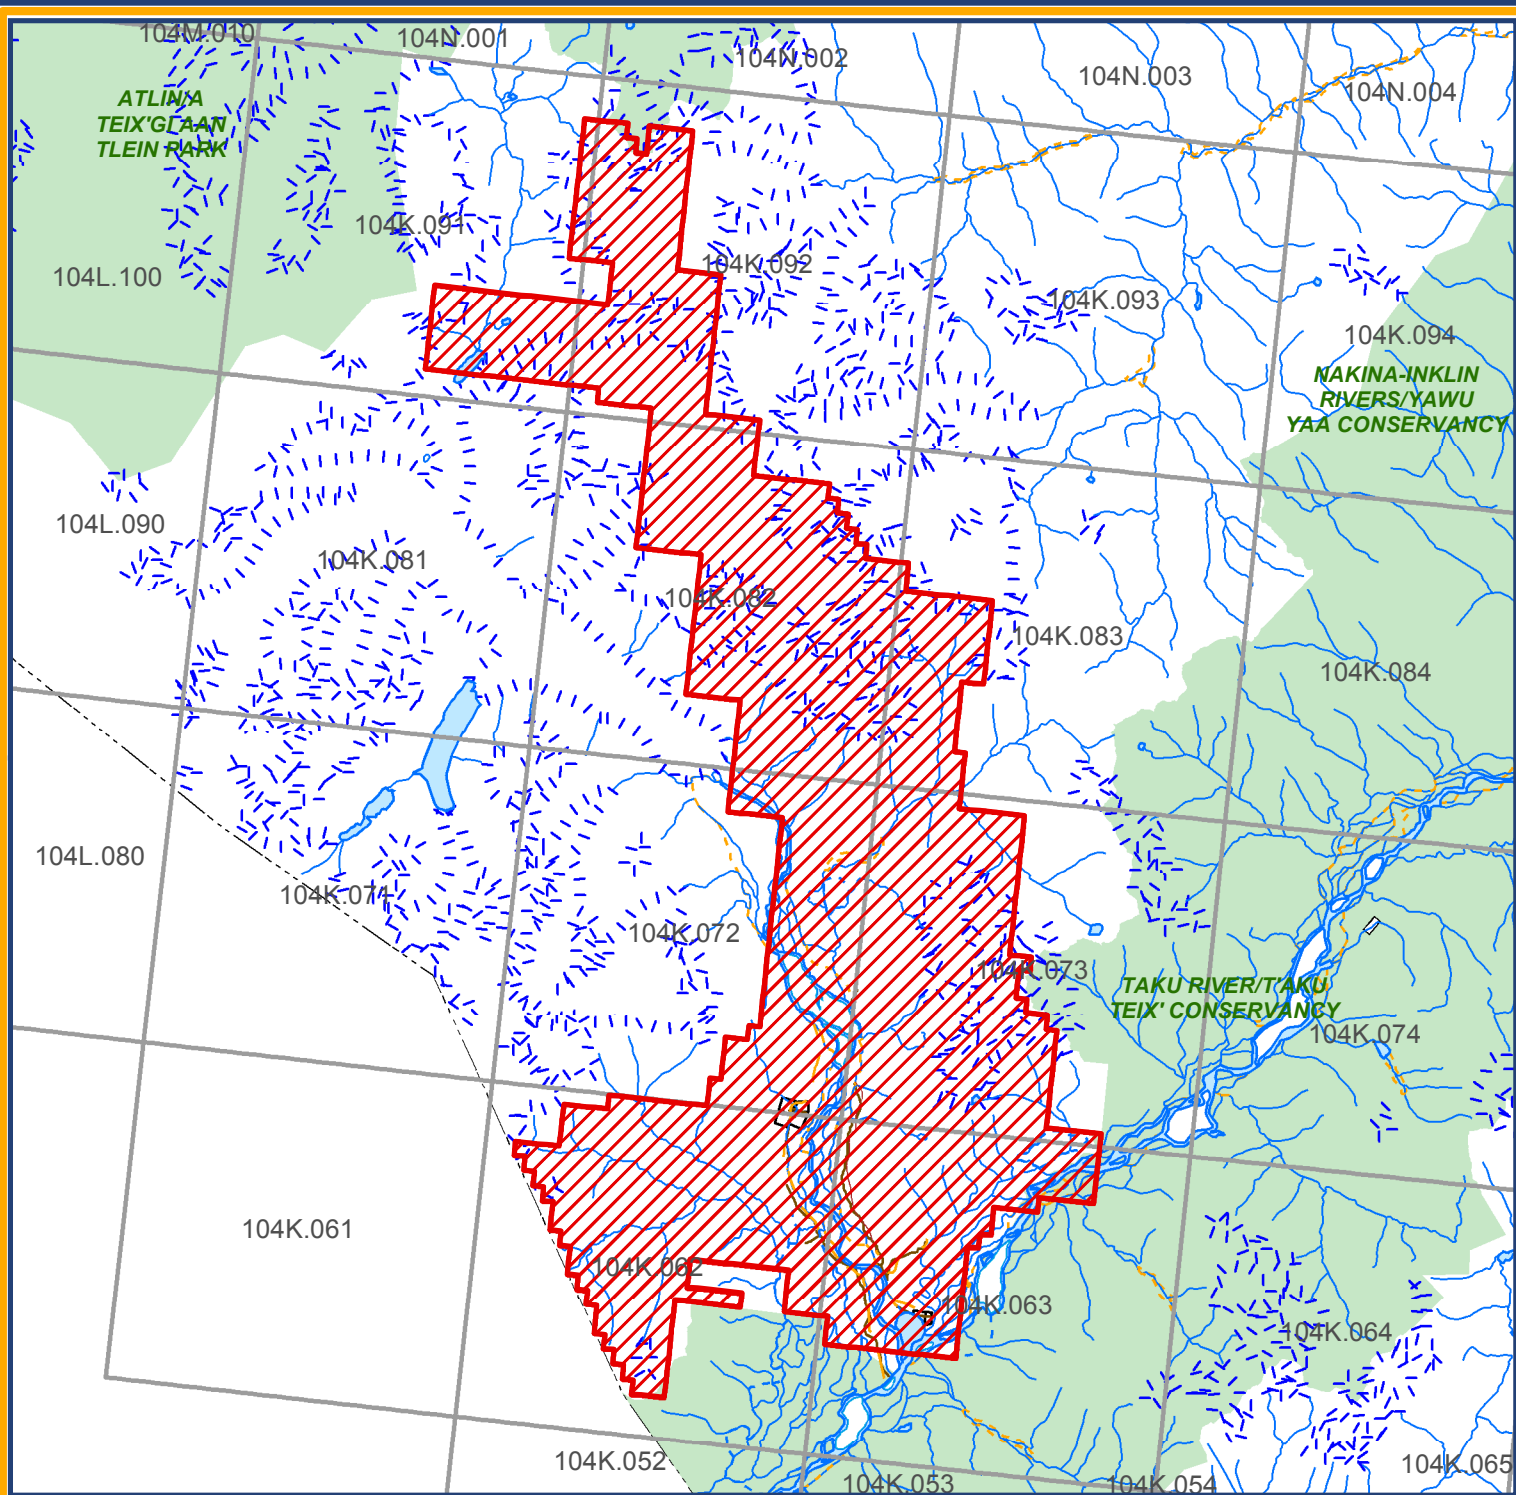 104M.010
104N.001
104N.002
104N.003
104N.004
ATLIN/A
TEIX'GI AAN
TLEIN PARK
104K.091
104L.100
104K.092
104K.093
104K.094
NAKINA-INKLIN
RIVERS/YAWU
YAA CONSERVANCY
104L.090
104K.081
104K.082
104K.083
104K.084
104L.080
104K.071
104K.072
104K.073
TAKU RIVER/T'AKU
TEIX' CONSERVANCY
104K.074
104K.061
104K.062
104K.063
104K.064
104K.052
104K.053
104K.054
104K.065